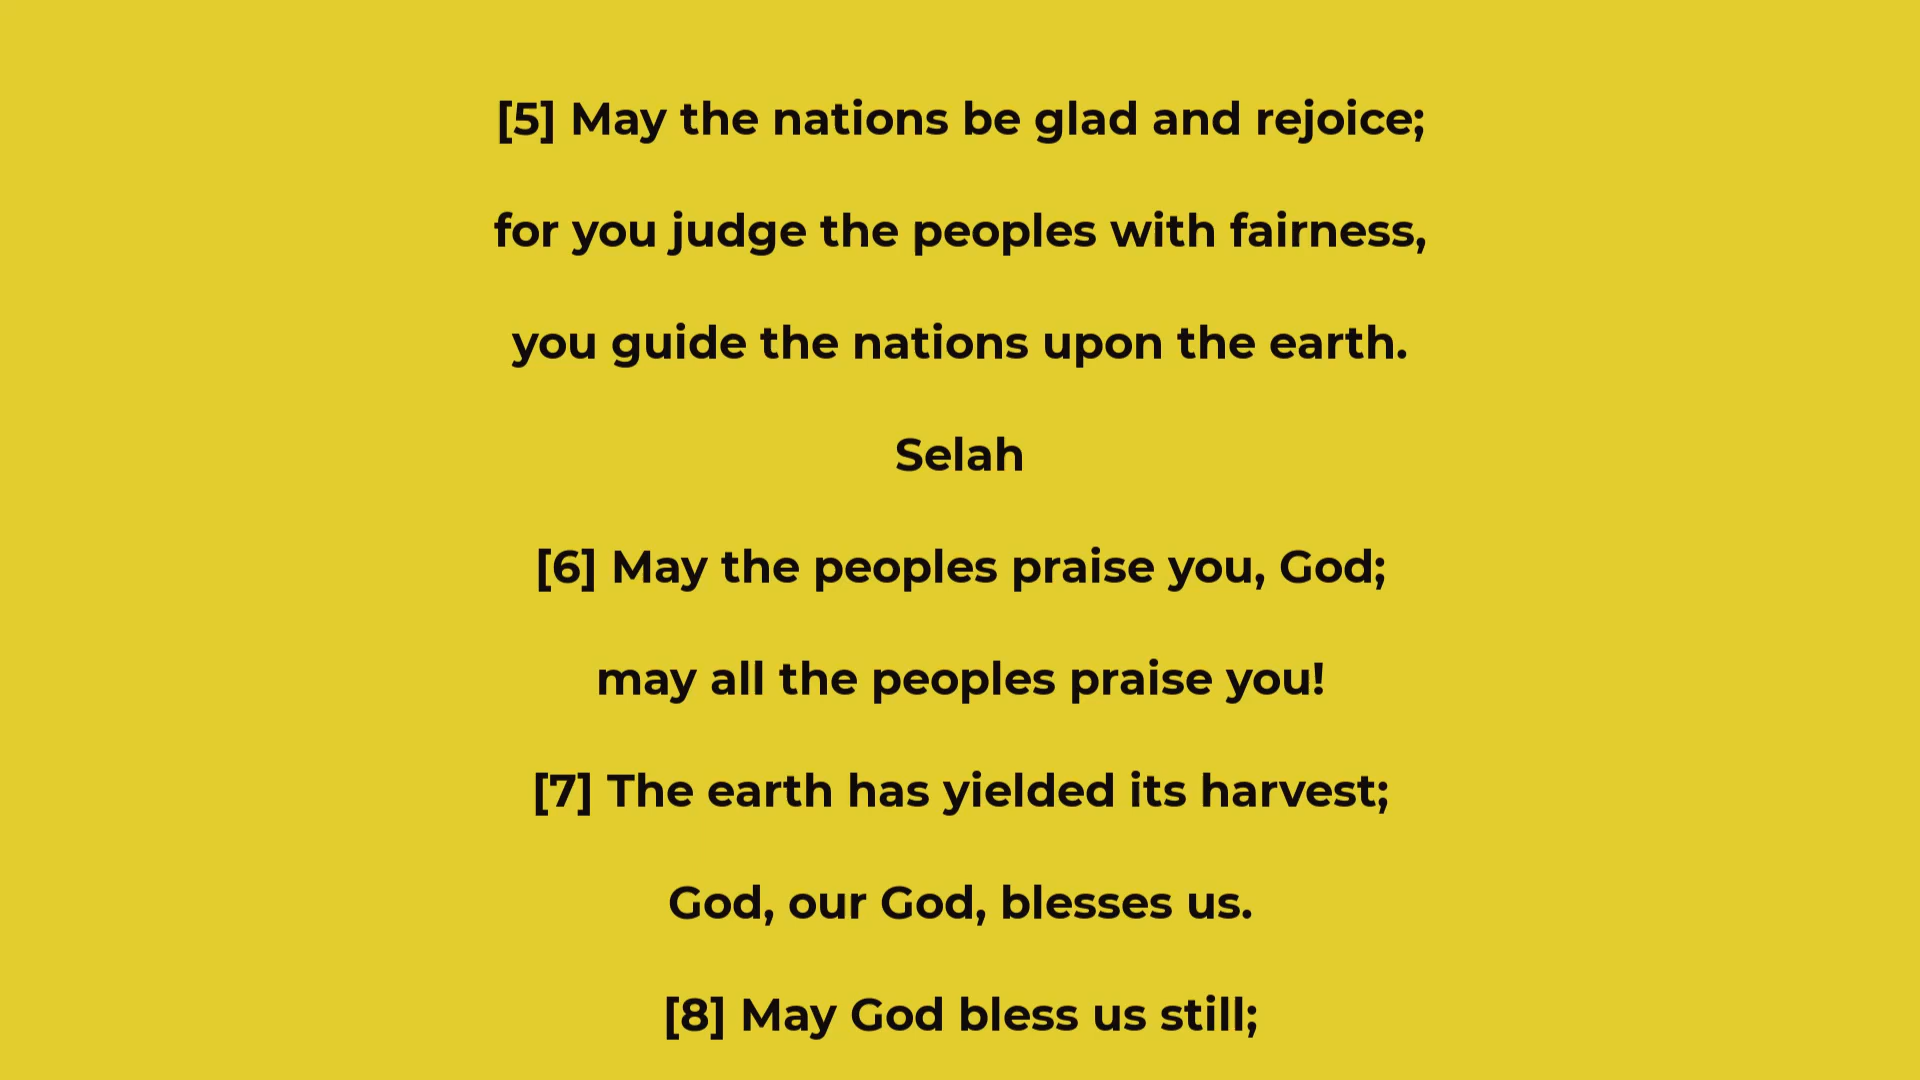 [5] May the nations be glad and rejoice;
for you judge the peoples with fairness,
you guide the nations upon the earth.
Selah
[6] May the peoples praise you, God;
may all the peoples praise you!
[7] The earth has yielded its harvest;
God, our God, blesses us.
[8] May God bless us still;